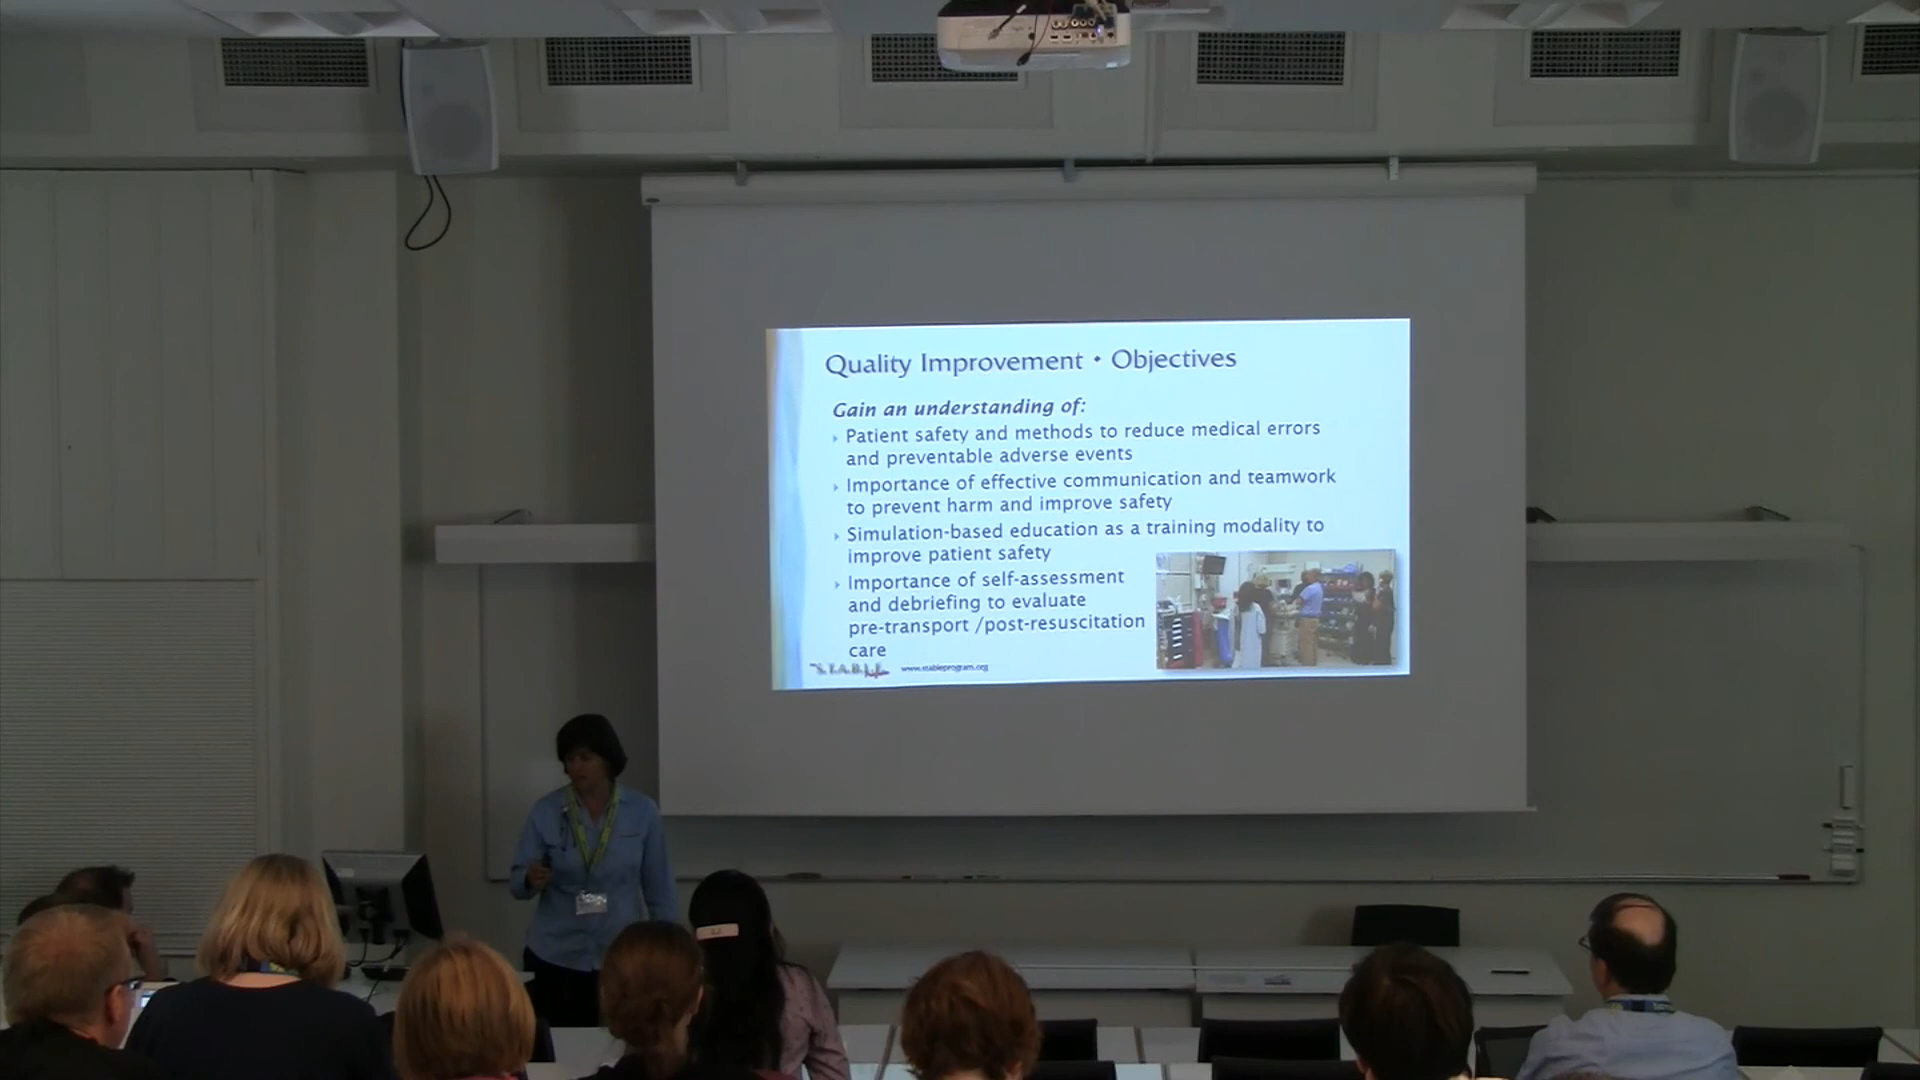 Quality Improvement • Objectives
Gain an understanding of:
Patient safety and methods to reduce medical errors
and preventable adverse events
Importance of effective communication and teamwork
to prevent harm and improve safety
Simulation-based education as a training modality to
improve patient safety
Importance of self-assessment
and debriefing to evaluate
pre-transport /post-resuscitation
care
S.T.A.B.L.E. www.stableprogram.org